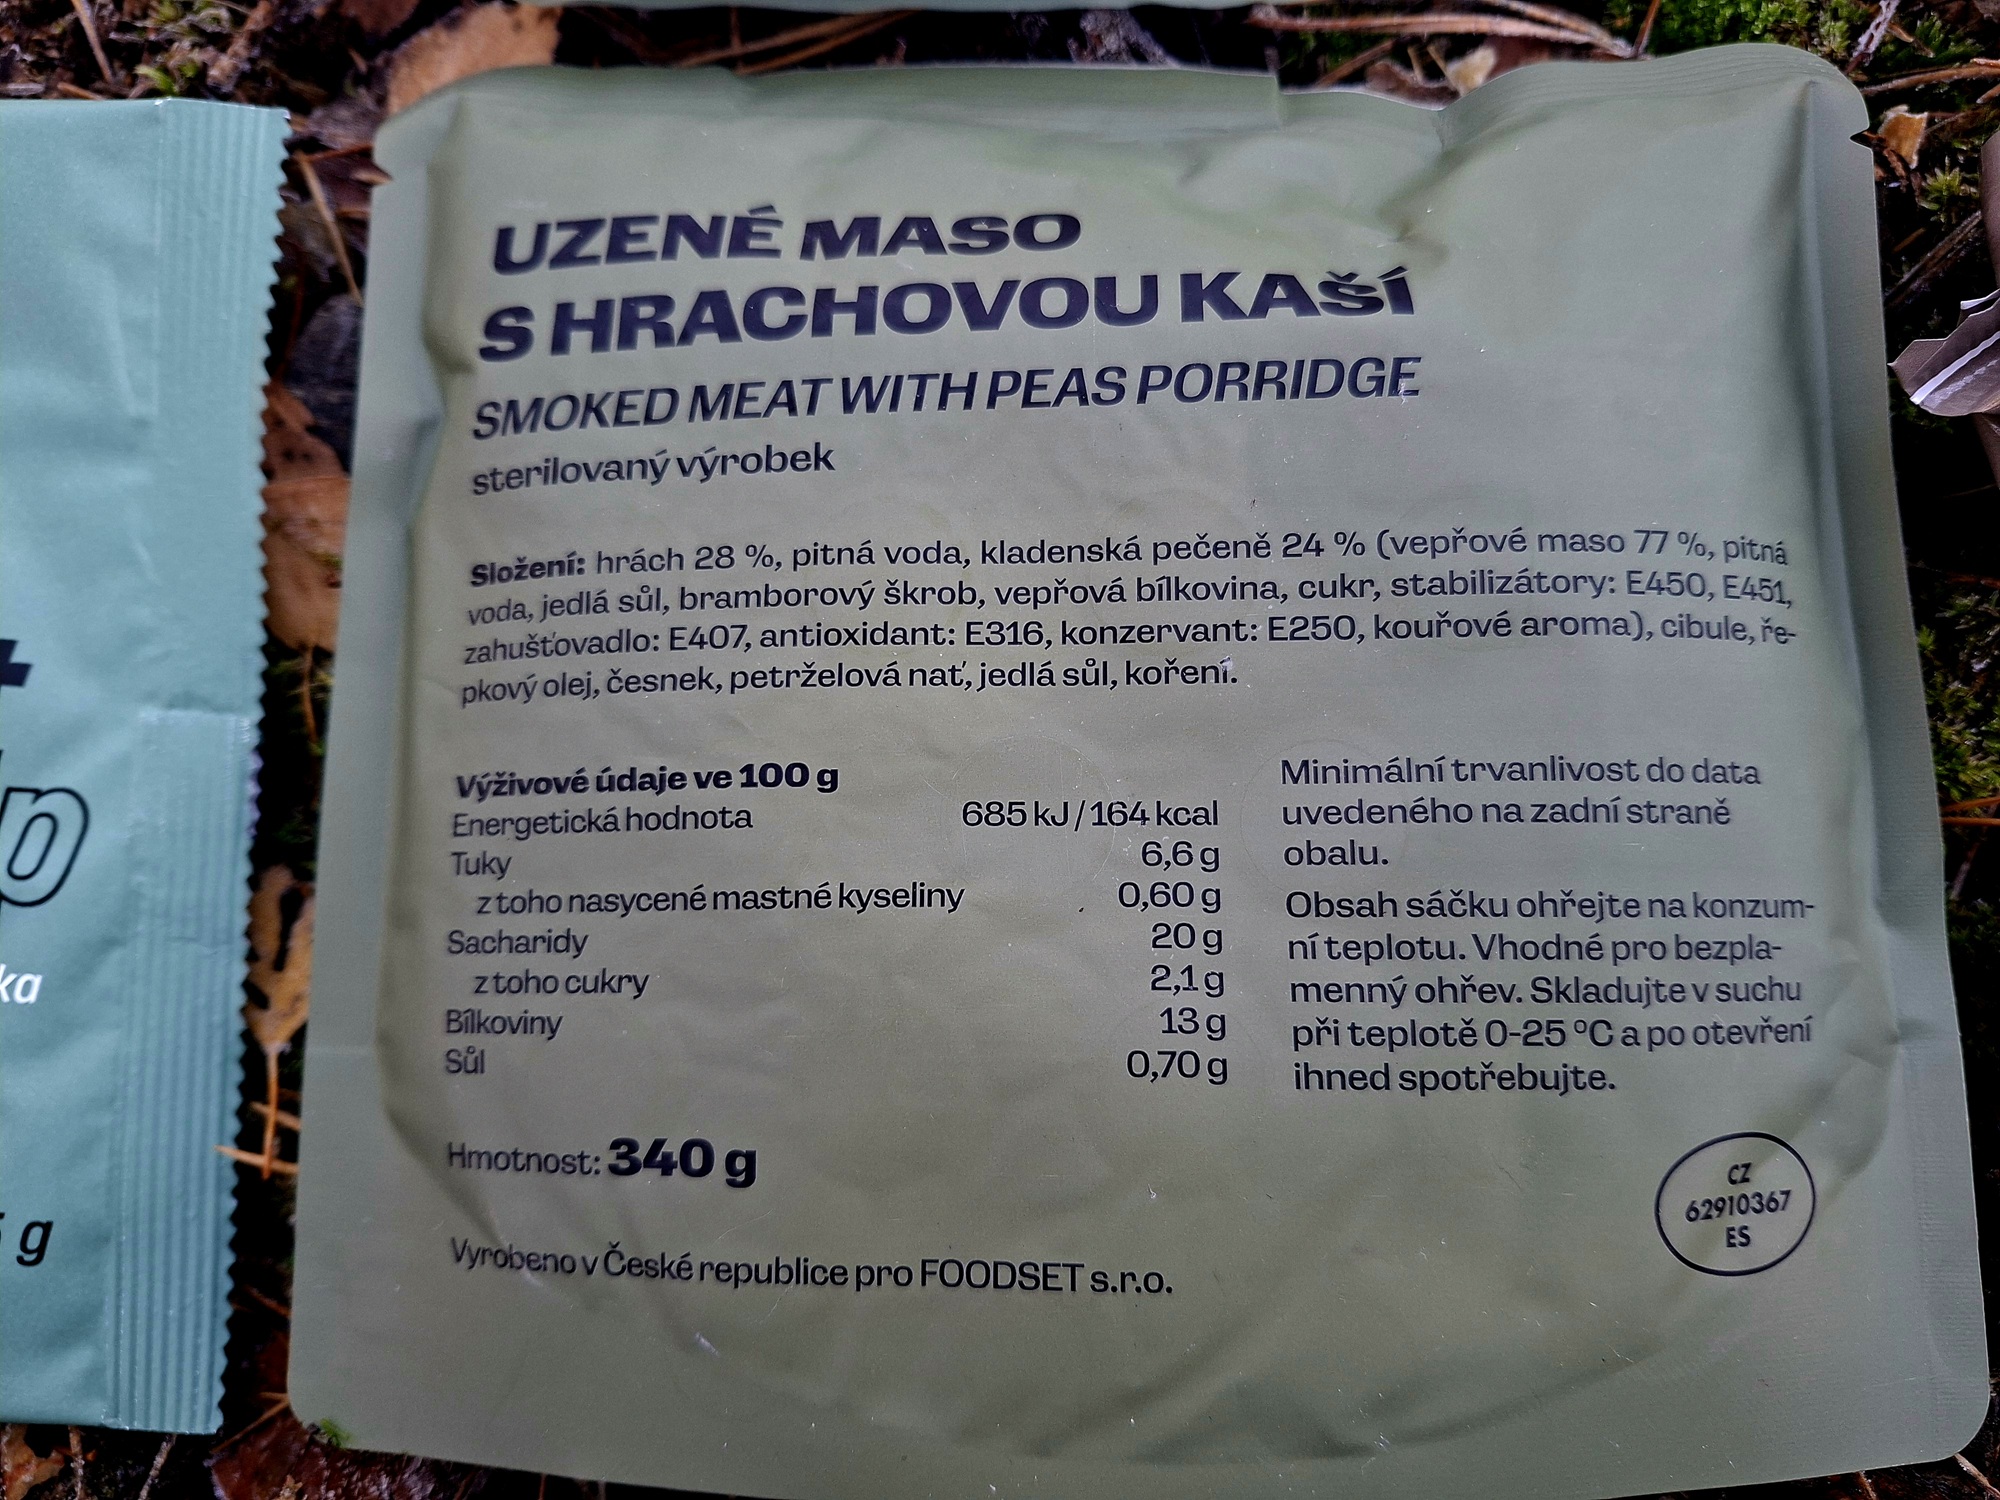 UZENÉ MASO
S HRACHOVOU KAŠÍ
SMOKED MEAT WITH PEAS PORRIDGE
sterilovaný výrobek
Složení: hrách 28 %, pitná voda, kladenská pečeně 24 % (vepřové maso 77 %, pitná
voda, jedlá sůl, bramborový škrob, vepřová bílkovina, cukr, stabilizátory: E450, E451,
zahušťovadlo: E407, antioxidant: E316, konzervant: E250, kouřové aroma), cibule, ře-
pkový olej, česnek, petrželová nať, jedlá sůl, koření.
Výživové údaje ve 100 g
Energetická hodnota 685 kJ / 164 kcal
Tuky 6,6 g
z toho nasycené mastné kyseliny 0,60 g
Sacharidy 20 g
z toho cukry 2,1 g
Bílkoviny 13 g
Sůl 0,70 g
Minimální trvanlivost do data
uvedeného na zadní straně
obalu.
Obsah sáčku ohřejte na konzum-
ní teplotu. Vhodné pro bezpla-
menný ohřev. Skladujte v suchu
při teplotě 0-25 °C a po otevření
ihned spotřebujte.
Hmotnost: 340 g
Vyrobeno v České republice pro FOODSET s.r.o.
CZ
62910367
ES
p
ka
g